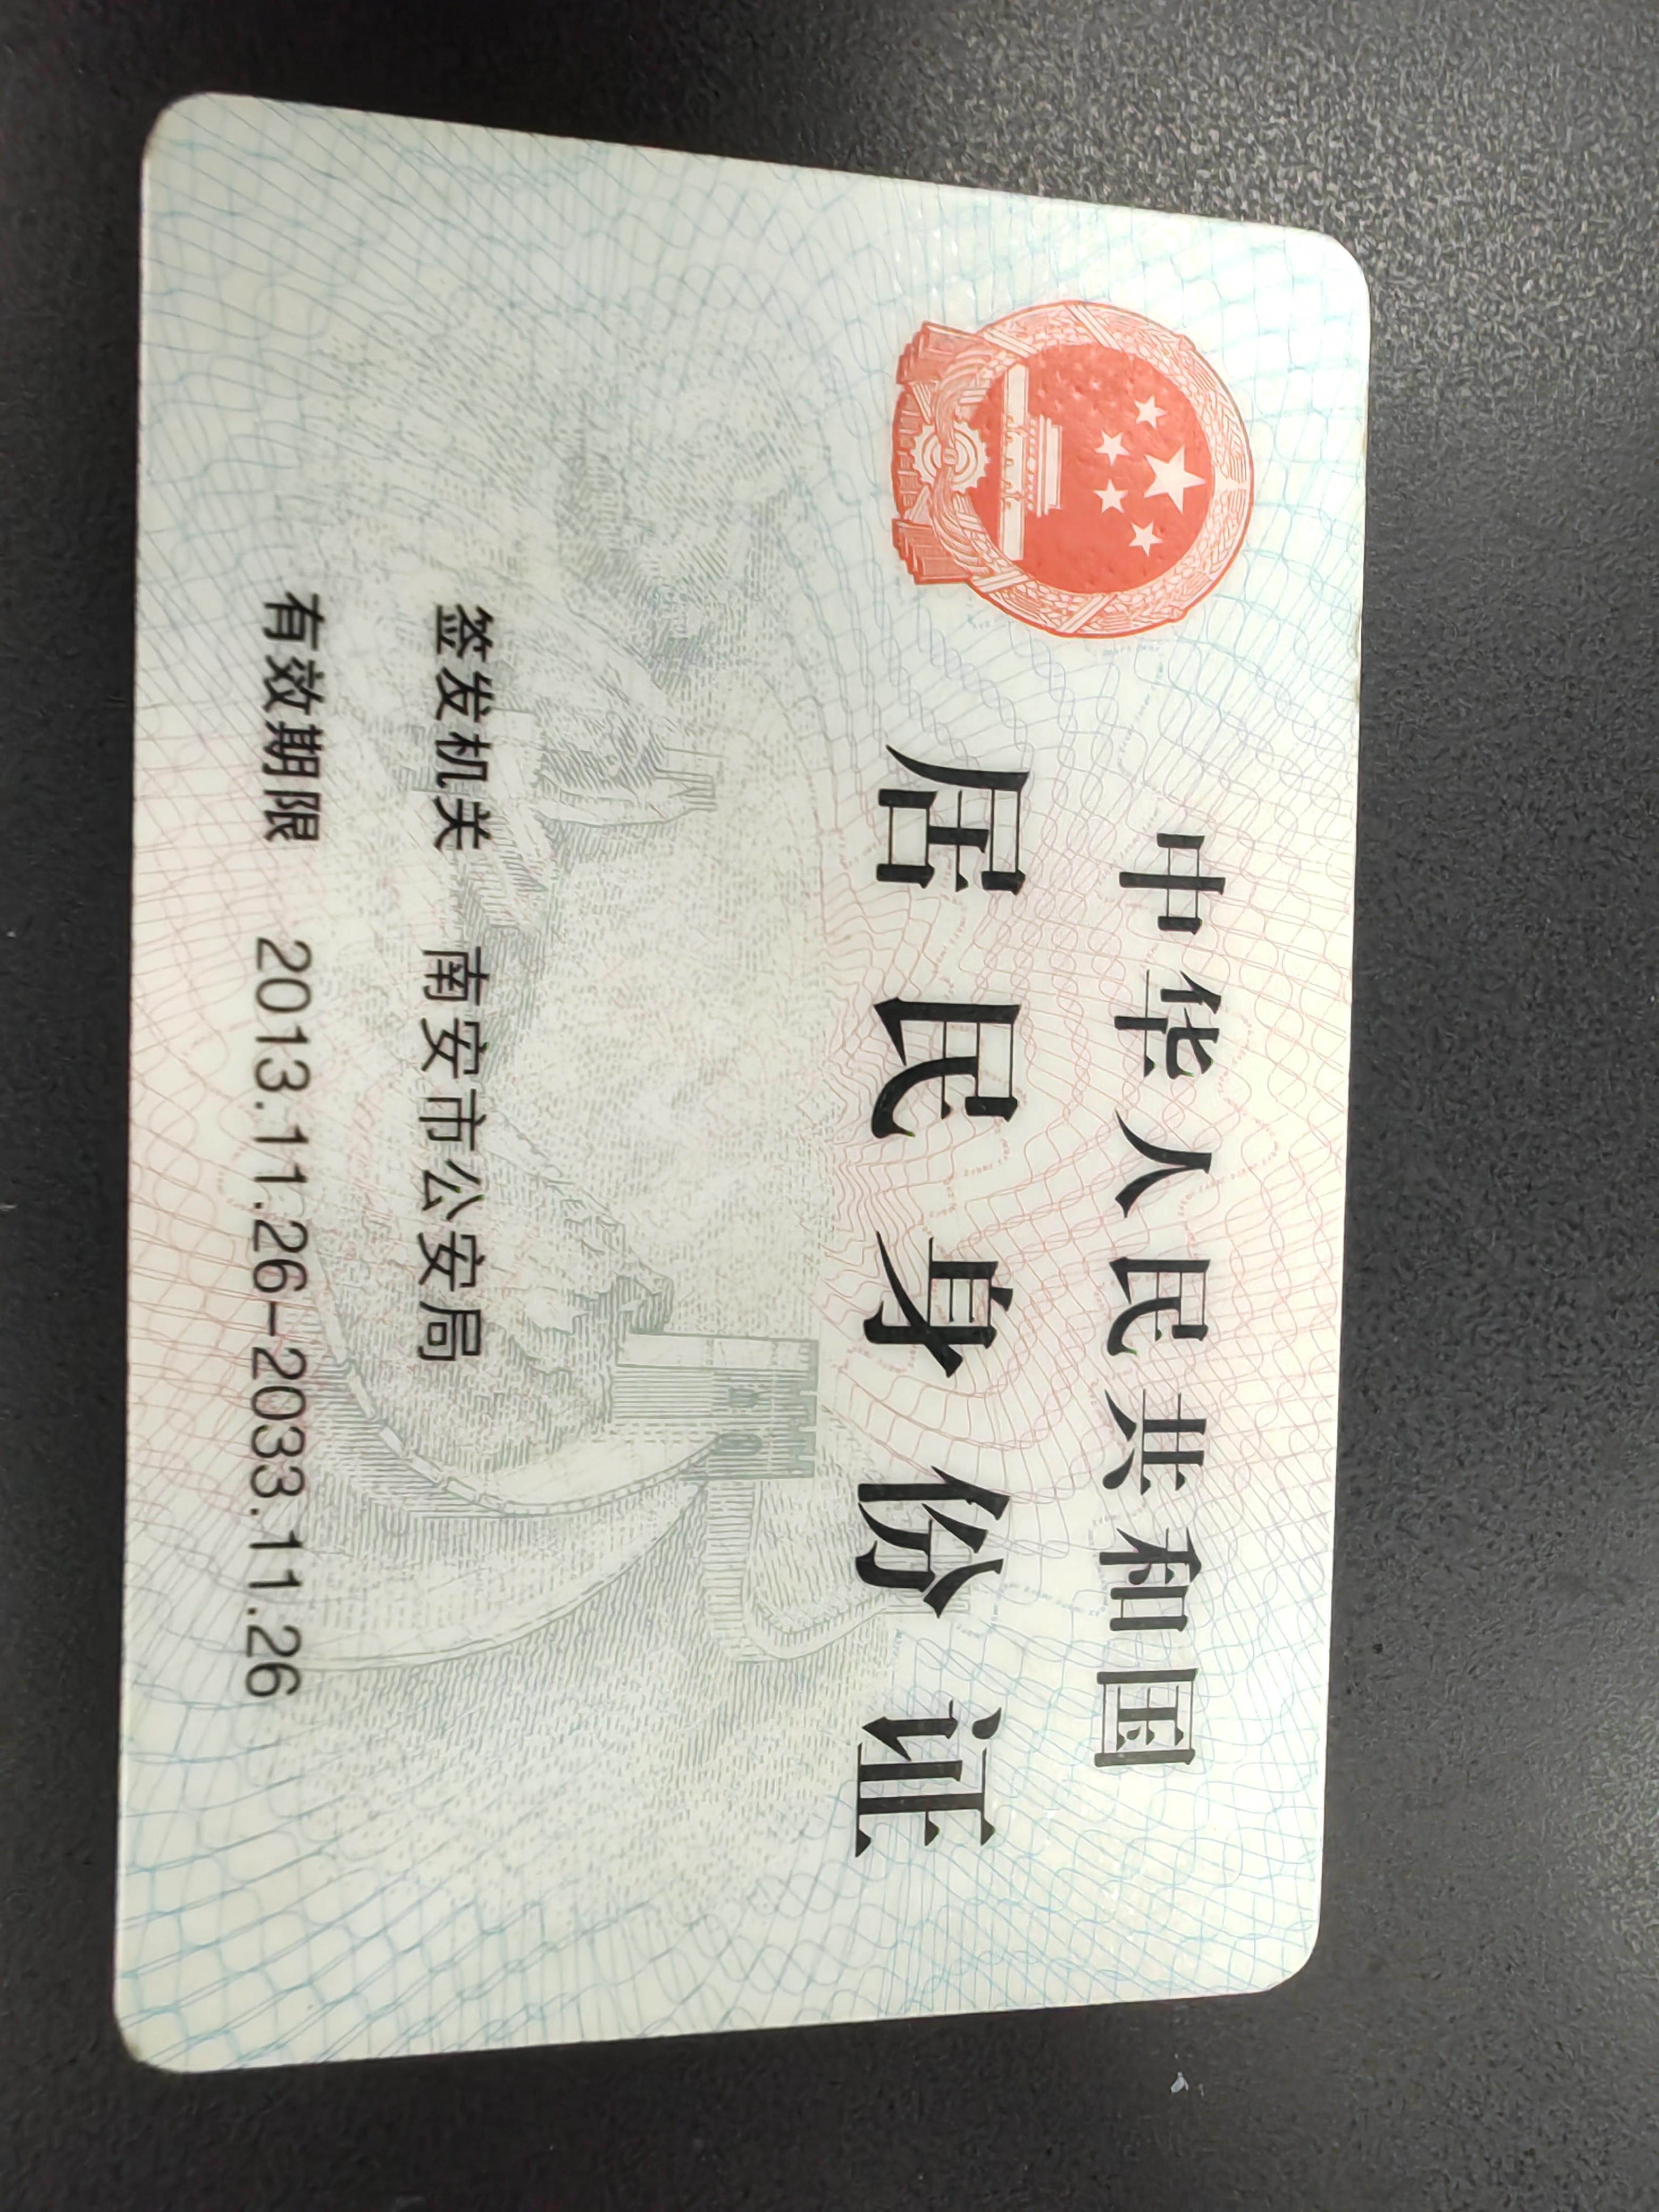 中华人民共和国
居民身份证
签发机关 南安市公安局
有效期限 2013.11.26-2033.11.26